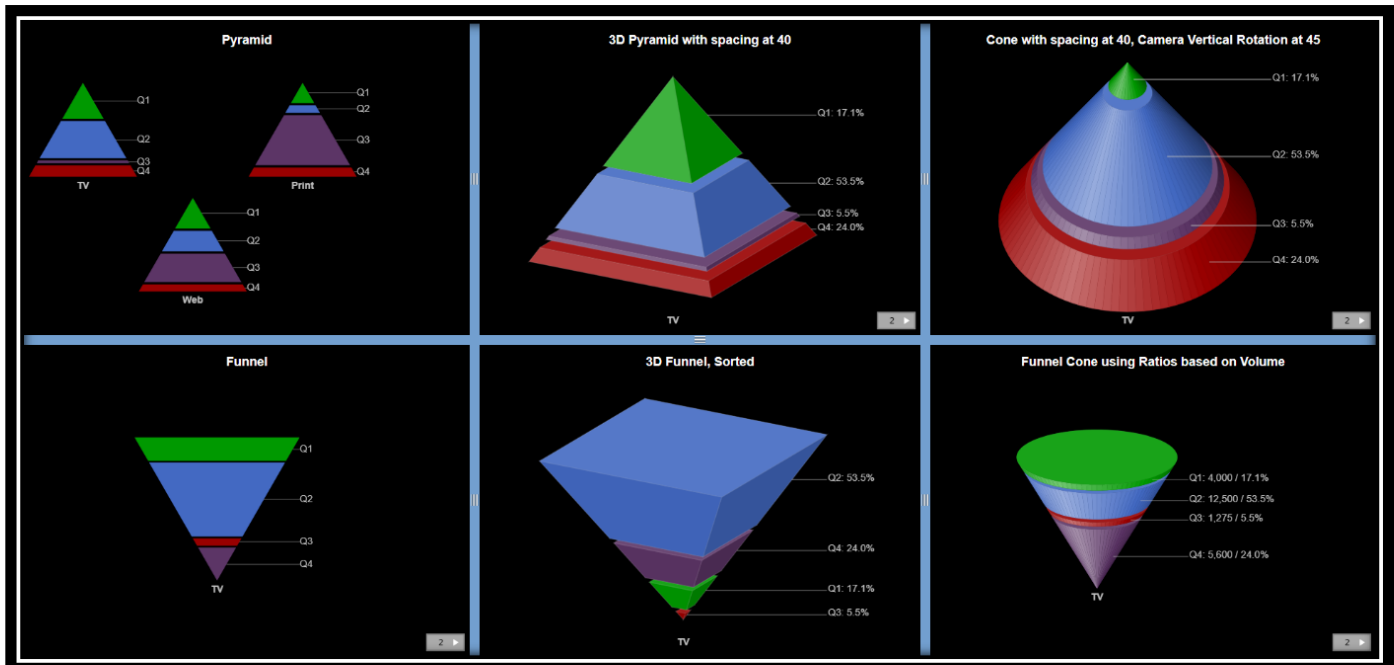 Pyramid
Q1
Q2
Q3
Q4
TV
Q1
Q2
Q3
Q4
Print
Q1
Q2
Q3
Q4
Web
3D Pyramid with spacing at 40
Q1: 17.1%
Q2: 53.5%
Q3: 5.5%
Q4: 24.0%
TV
2
Cone with spacing at 40, Camera Vertical Rotation at 45
Q1: 17.1%
Q2: 53.5%
Q3: 5.5%
Q4: 24.0%
TV
2
Funnel
Q1
Q2
Q3
Q4
TV
2
3D Funnel, Sorted
Q2: 53.5%
Q4: 24.0%
Q1: 17.1%
Q3: 5.5%
TV
Funnel Cone using Ratios based on Volume
Q1: 4,000 / 17.1%
Q2: 12,500 / 53.5%
Q3: 1,275 / 5.5%
Q4: 5,600 / 24.0%
TV
2